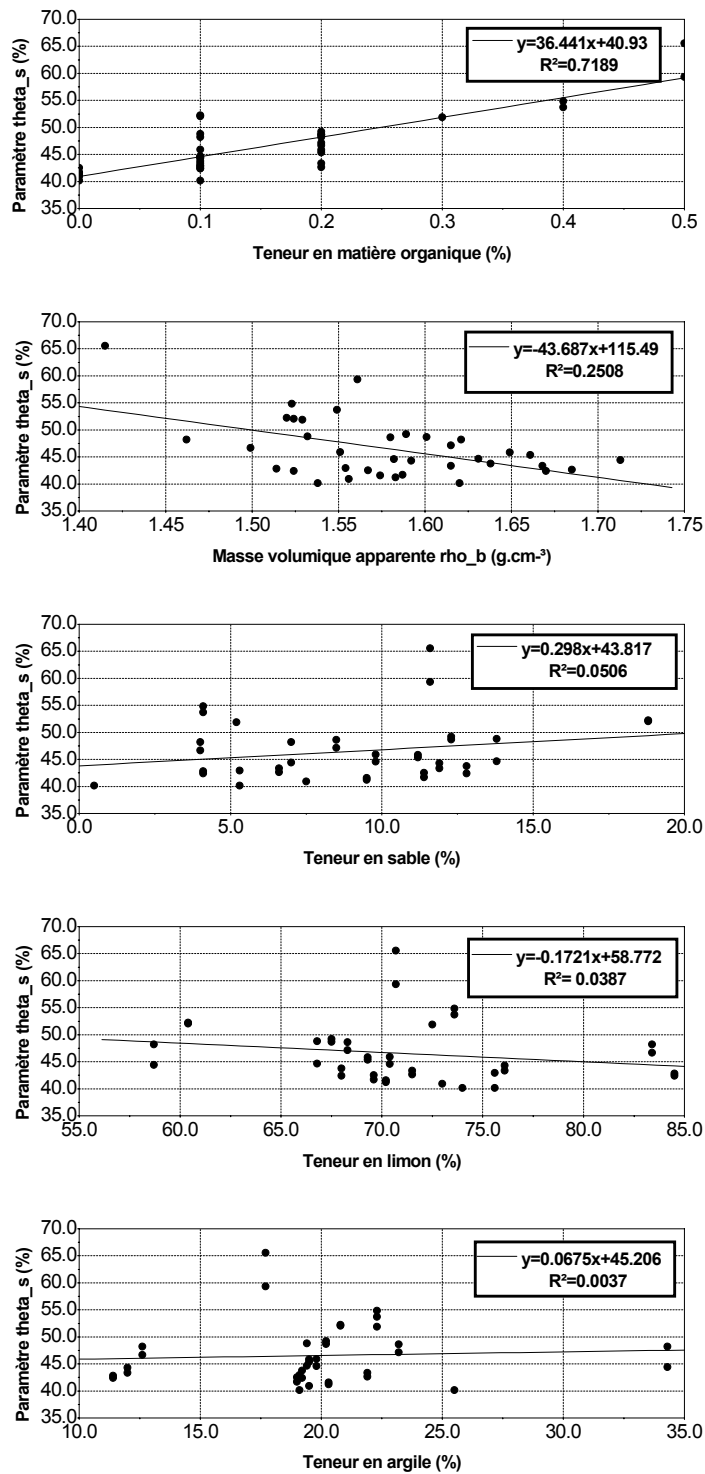 70.0
65.0
60.0
55.0
50.0
45.0
40.0
35.0
Paramètre theta_s (%)
y=36.441x+40.93
R²=0.7189
0.0 0.1 0.2 0.3 0.4 0.5
Teneur en matière organique (%)
70.0
65.0
60.0
55.0
50.0
45.0
40.0
35.0
Paramètre theta_s (%)
y=-43.687x+115.49
R²=0.2508
1.40 1.45 1.50 1.55 1.60 1.65 1.70 1.75
Masse volumique apparente rho_b (g.cm-³)
70.0
65.0
60.0
55.0
50.0
45.0
40.0
35.0
Paramètre theta_s (%)
y=0.298x+43.817
R²=0.0506
0.0 5.0 10.0 15.0 20.0
Teneur en sable (%)
70.0
65.0
60.0
55.0
50.0
45.0
40.0
35.0
Paramètre theta_s (%)
y=-0.1721x+58.772
R²= 0.0387
55.0 60.0 65.0 70.0 75.0 80.0 85.0
Teneur en limon (%)
70.0
65.0
60.0
55.0
50.0
45.0
40.0
35.0
Paramètre theta_s (%)
y=0.0675x+45.206
R²=0.0037
10.0 15.0 20.0 25.0 30.0 35.0
Teneur en argile (%)